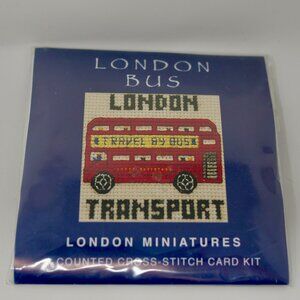 LONDON
BUS
LONDON
TRAVEL BY BUS
TRANSPORT
LONDON MINIATURES
COUNTED CROSS-STITCH CARD KIT